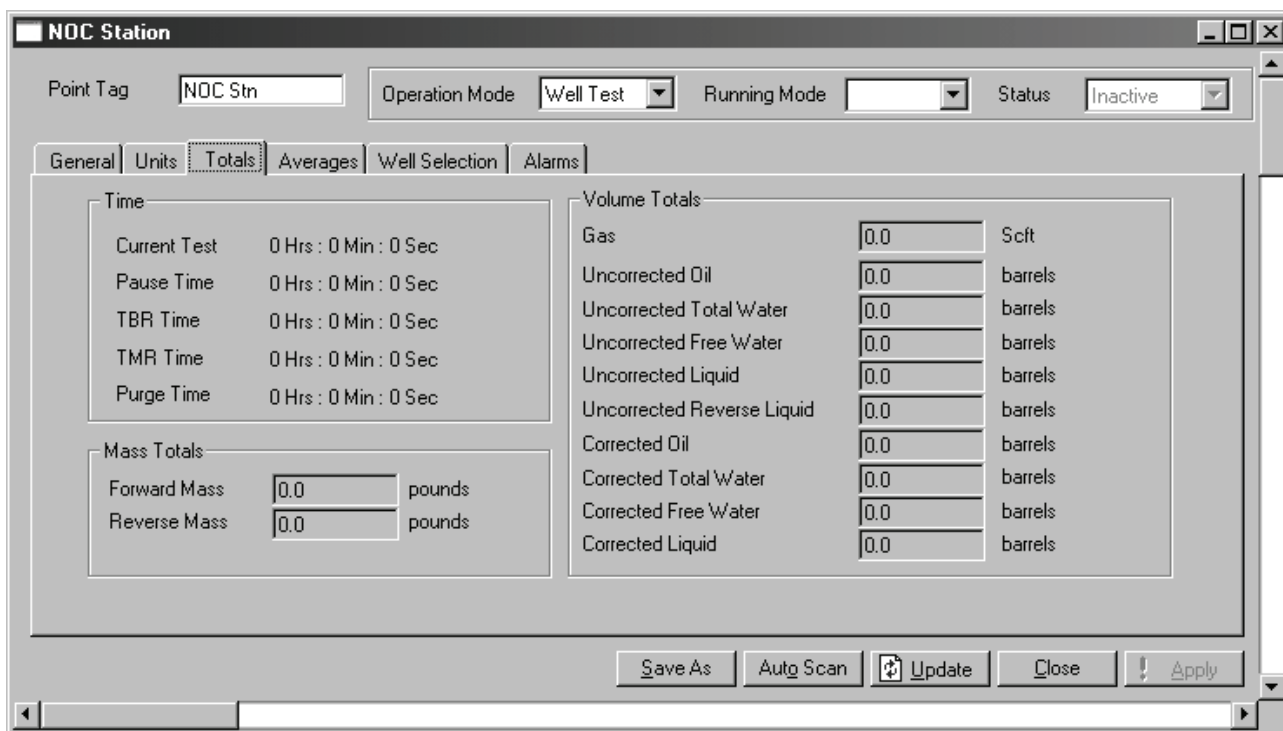 NOC Station
Point Tag NOC Stn Operation Mode Well Test Running Mode Status Inactive
General Units Totals Averages Well Selection Alarms
Time
Current Test 0 Hrs : 0 Min : 0 Sec
Pause Time 0 Hrs : 0 Min : 0 Sec
TBR Time 0 Hrs : 0 Min : 0 Sec
TMR Time 0 Hrs : 0 Min : 0 Sec
Purge Time 0 Hrs : 0 Min : 0 Sec
Mass Totals
Forward Mass 0.0 pounds
Reverse Mass 0.0 pounds
Volume Totals
Gas 0.0 Scft
Uncorrected Oil 0.0 barrels
Uncorrected Total Water 0.0 barrels
Uncorrected Free Water 0.0 barrels
Uncorrected Liquid 0.0 barrels
Uncorrected Reverse Liquid 0.0 barrels
Corrected Oil 0.0 barrels
Corrected Total Water 0.0 barrels
Corrected Free Water 0.0 barrels
Corrected Liquid 0.0 barrels
Save As Auto Scan Update Close ! Apply